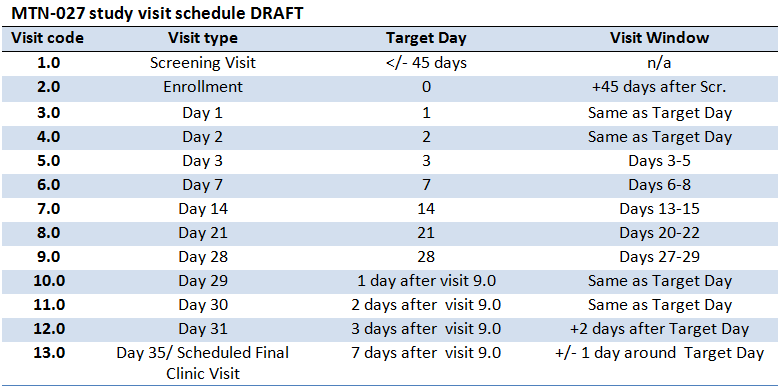 MTN-027 study visit schedule DRAFT
Visit code Visit type Target Day Visit Window
1.0 Screening Visit </- 45 days n/a
2.0 Enrollment 0 +45 days after Scr.
3.0 Day 1 1 Same as Target Day
4.0 Day 2 2 Same as Target Day
5.0 Day 3 3 Days 3-5
6.0 Day 7 7 Days 6-8
7.0 Day 14 14 Days 13-15
8.0 Day 21 21 Days 20-22
9.0 Day 28 28 Days 27-29
10.0 Day 29 1 day after visit 9.0 Same as Target Day
11.0 Day 30 2 days after visit 9.0 Same as Target Day
12.0 Day 31 3 days after visit 9.0 +2 days after Target Day
13.0 Day 35/ Scheduled Final 7 days after visit 9.0 +/- 1 day around Target Day
Clinic Visit